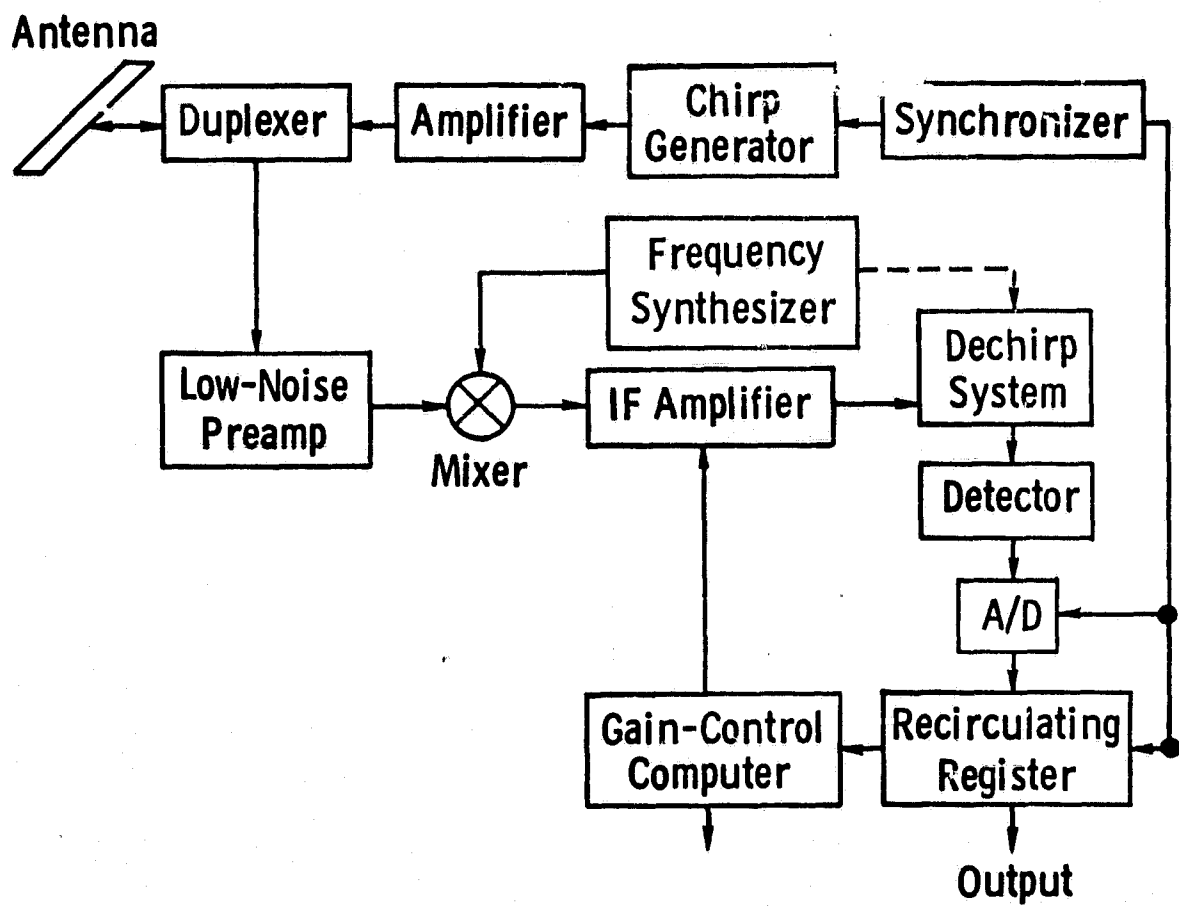 Antenna
Duplexer
Amplifier
Chirp
Generator
Synchronizer
Frequency
Synthesizer
Low-Noise
Preamp
Mixer
IF Amplifier
Dechirp
System
Detector
A/D
Gain-Control
Computer
Recirculating
Register
Output